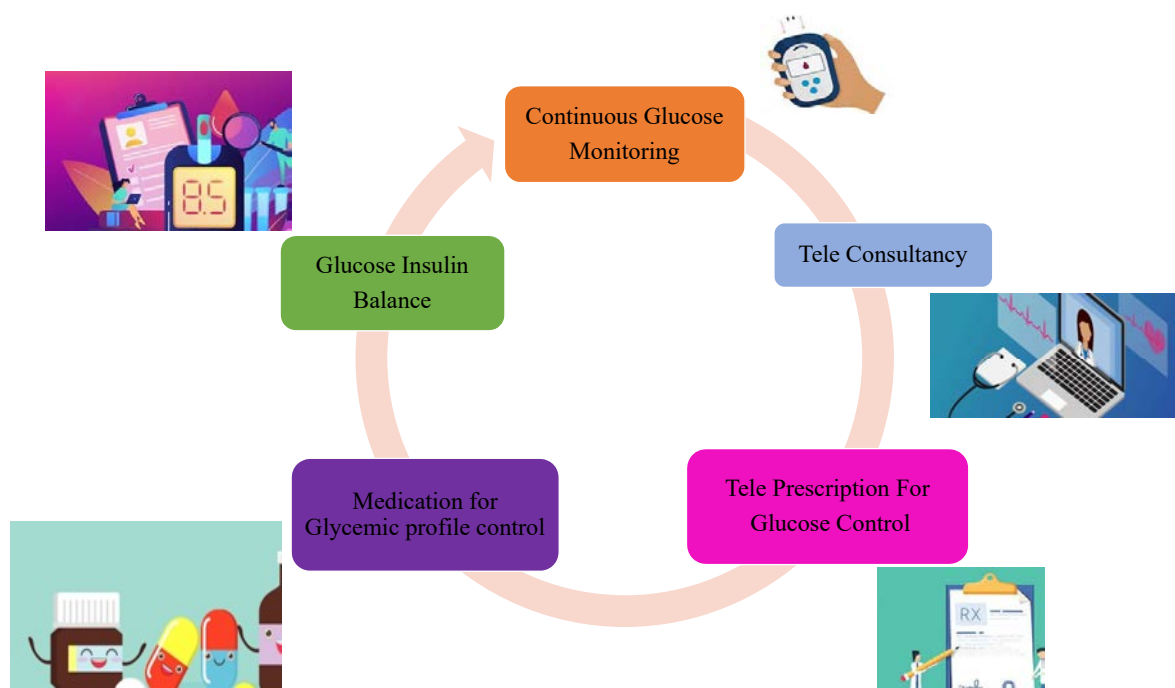 Continuous Glucose
Monitoring
Tele Consultancy
Tele Prescription For
Glucose Control
RX
Medication for
Glycemic profile control
Glucose Insulin
Balance
8.5